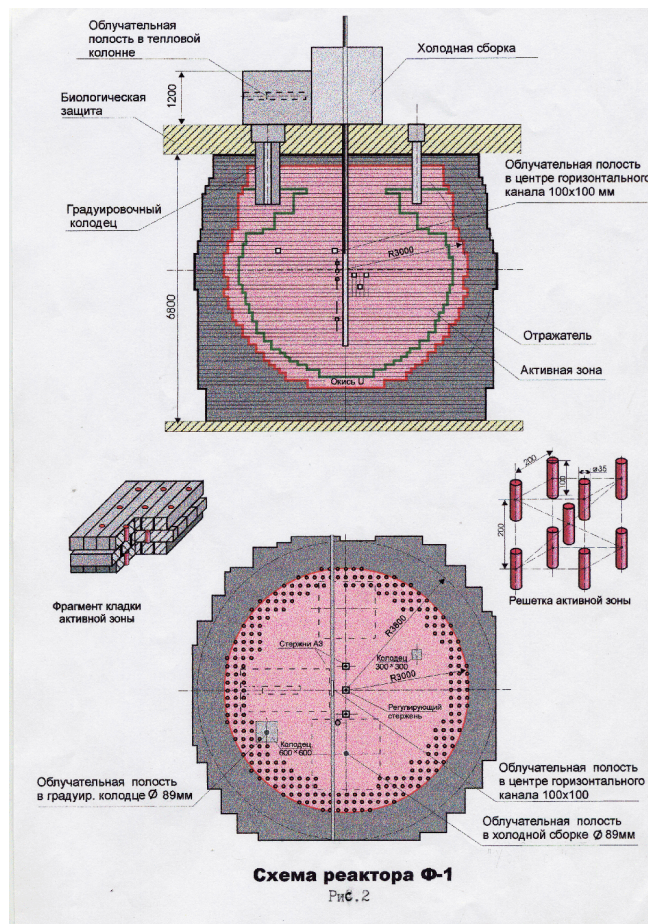 Облучательная
полость в тепловой
колонне
Холодная сборка
1200
Биологическая
защита
Облучательная полость
в центре горизонтального
канала 100x100 мм
Градуировочный
колодец
R3000
6800
Отражатель
Активная зона
Окись U
200
100
ø35
200
Фрагмент кладки
активной зоны
Решетка активной зоны
Стержни АЗ
R3800
Колодец
300×300
R3000
Регулирующий
стержень
Колодец
600×600
Облучательная полость
в градуир. колодце Ø 89мм
Облучательная полость
в центре горизонтального
канала 100x100
Облучательная полость
в холодной сборке Ø 89мм
Схема реактора Ф-1
Рис.2